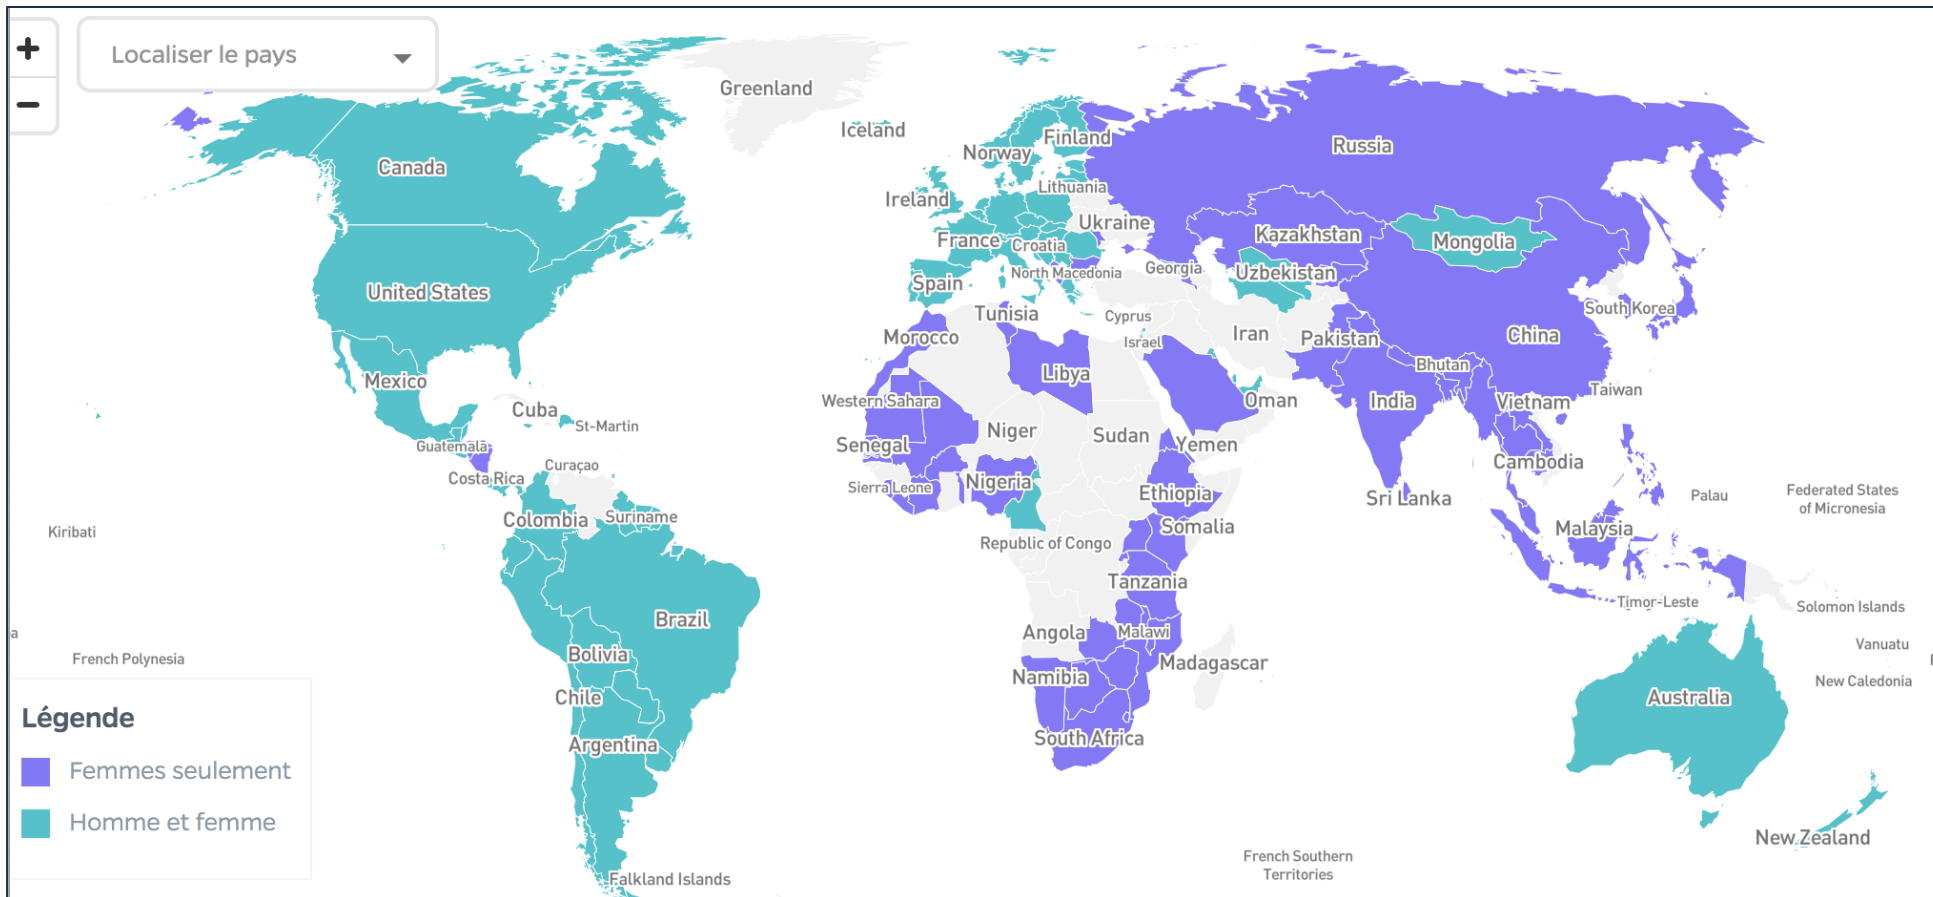 +
Localiser le pays
−
Greenland
Iceland
Canada
Finland
Norway
Russia
Lithuania
Ireland
Ukraine
France
Croatia
Kazakhstan
Mongolia
North Macedonia
Georgia
Uzbekistan
Spain
United States
Tunisia
Cyprus
South Korea
Morocco
Israel
Iran
Pakistan
China
Bhutan
Mexico
Libya
Taiwan
Western Sahara
Oman
India
Vietnam
Cuba
St-Martin
Guatemala
Niger
Sudan
Senegal
Yemen
Curaçao
Cambodia
Costa Rica
Sierra Leone
Nigeria
Ethiopia
Sri Lanka
Palau
Federated States
of Micronesia
Colombia
Suriname
Somalia
Malaysia
Kiribati
Republic of Congo
Tanzania
Timor-Leste
Solomon Islands
Brazil
a
Angola
Malawi
Vanuatu
French Polynesia
Bolivia
Madagascar
Namibia
New Caledonia
Chile
Australia
Légende
Argentina
South Africa
Femmes seulement
Homme et femme
New Zealand
French Southern
Territories
Falkland Islands